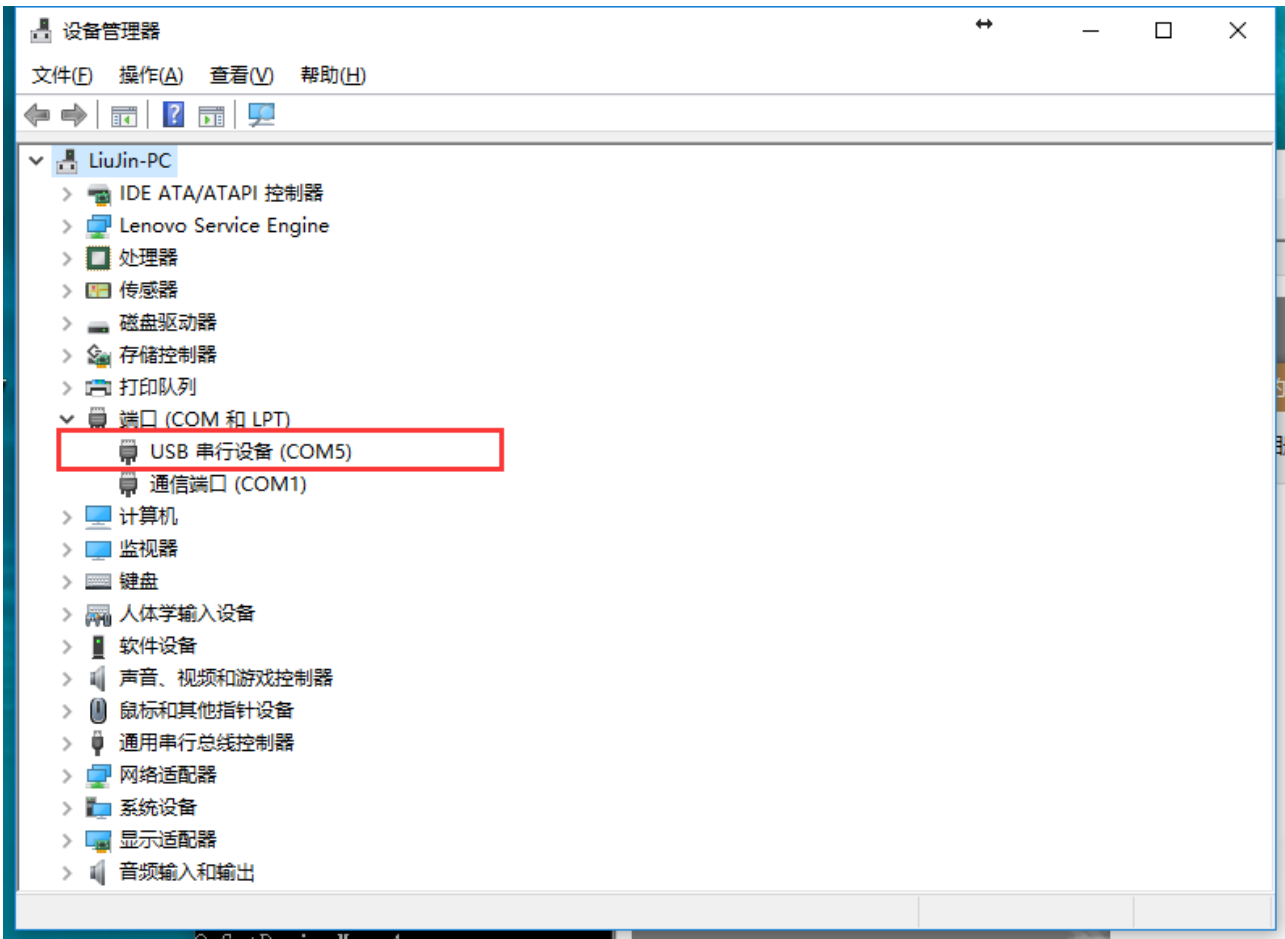 设备管理器
文件(F) 操作(A) 查看(V) 帮助(H)
LiuJin-PC
IDE ATA/ATAPI 控制器
Lenovo Service Engine
处理器
传感器
磁盘驱动器
存储控制器
打印队列
端口 (COM 和 LPT)
USB 串行设备 (COM5)
通信端口 (COM1)
计算机
监视器
键盘
人体学输入设备
软件设备
声音、视频和游戏控制器
鼠标和其他指针设备
通用串行总线控制器
网络适配器
系统设备
显示适配器
音频输入和输出